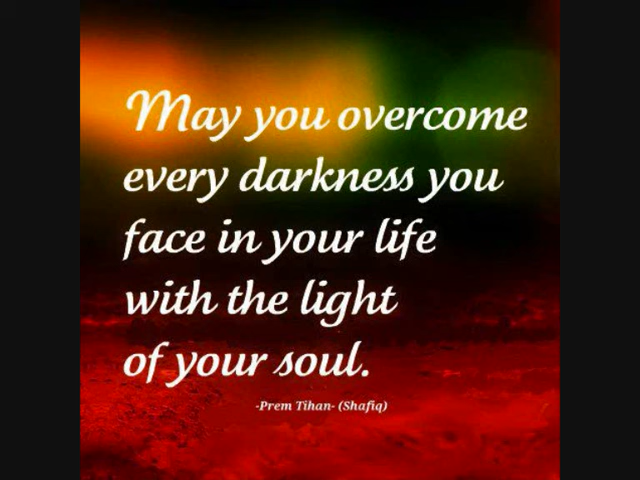 May you overcome
every darkness you
face in your life
with the light
of your soul.
-Prem Tihan- (Shafiq)